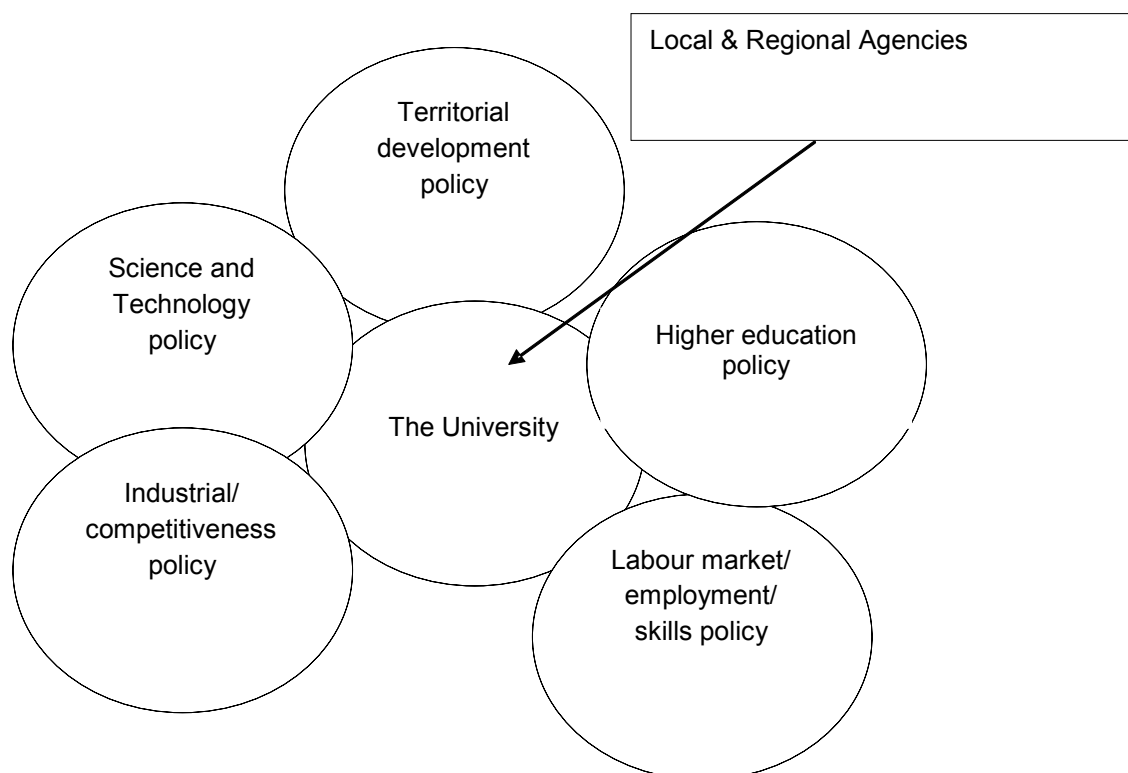 Local & Regional Agencies
Territorial
development
policy
Science and
Technology
policy
Higher education
policy
The University
Industrial/
competitiveness
policy
Labour market/
employment/
skills policy